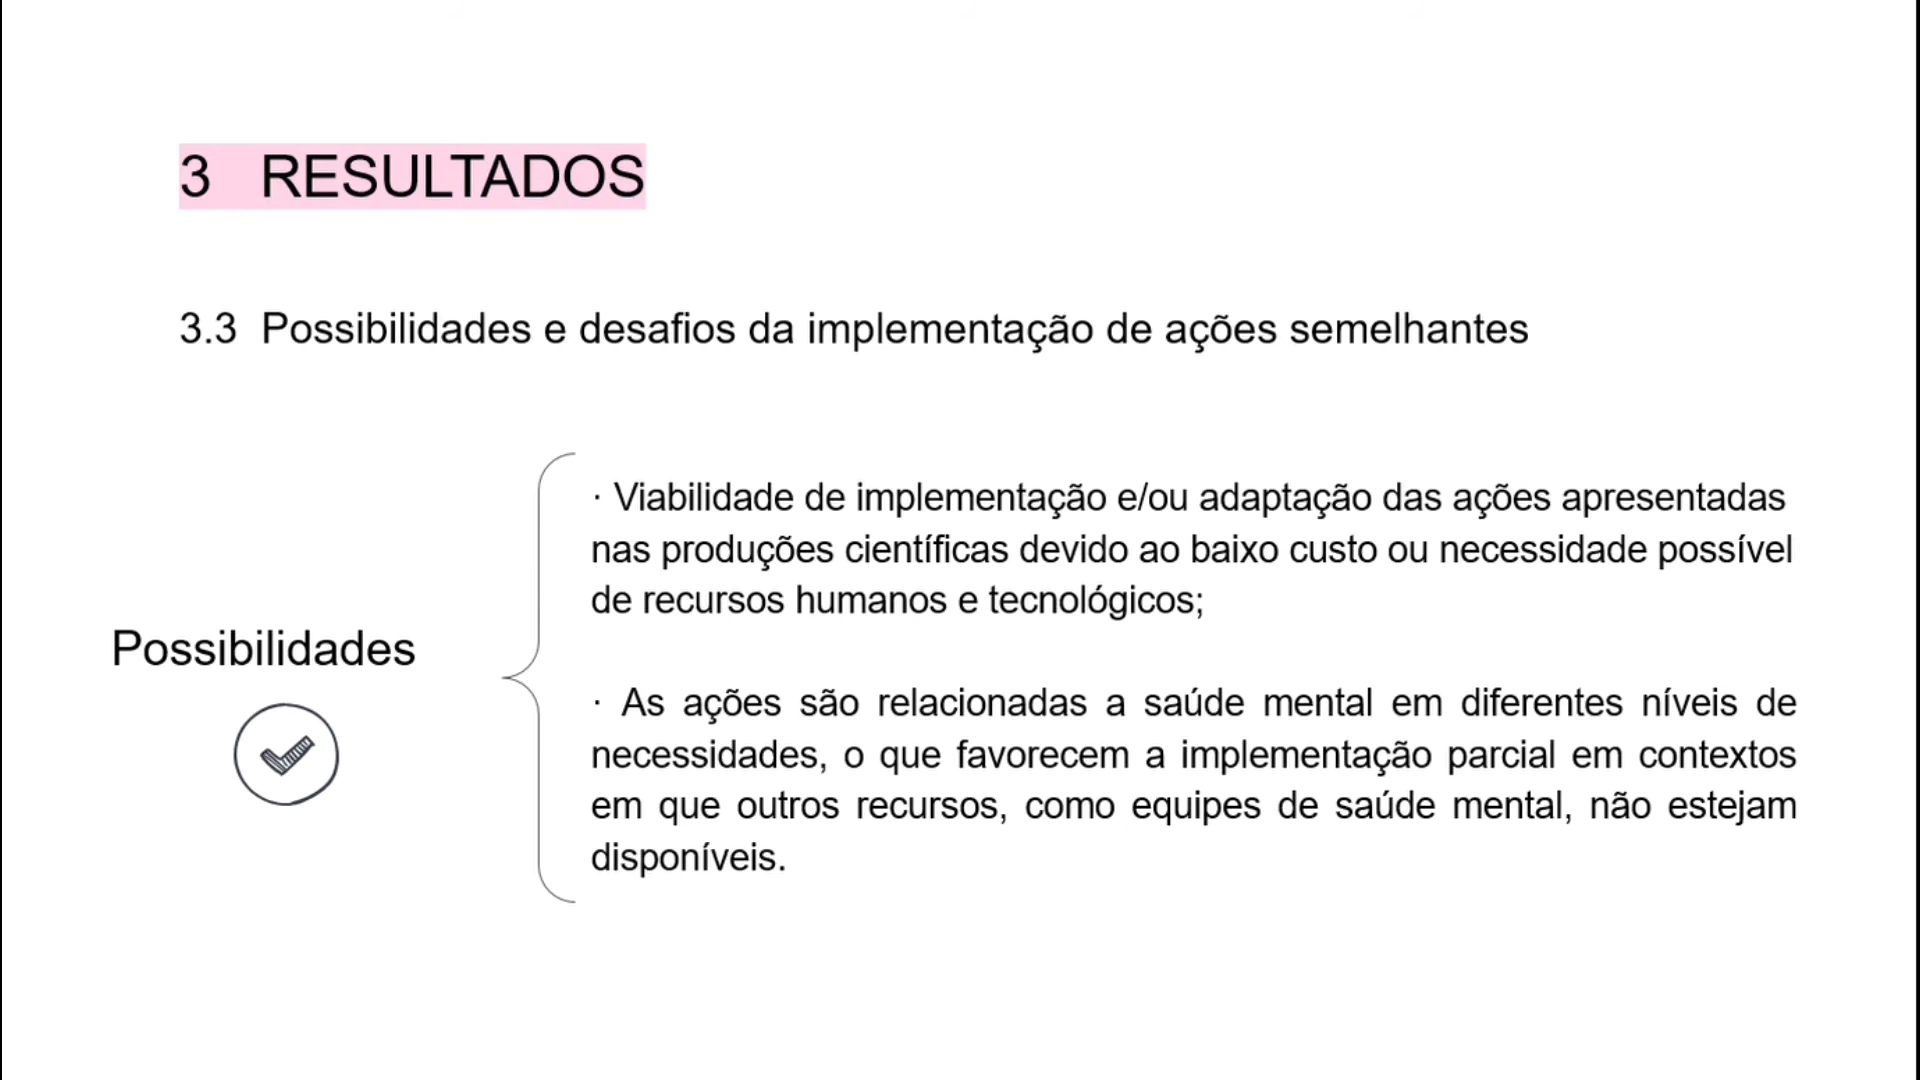 3 RESULTADOS
3.3 Possibilidades e desafios da implementação de ações semelhantes
Possibilidades
· Viabilidade de implementação e/ou adaptação das ações apresentadas
nas produções científicas devido ao baixo custo ou necessidade possível
de recursos humanos e tecnológicos;
· As ações são relacionadas a saúde mental em diferentes níveis de
necessidades, o que favorecem a implementação parcial em contextos
em que outros recursos, como equipes de saúde mental, não estejam
disponíveis.